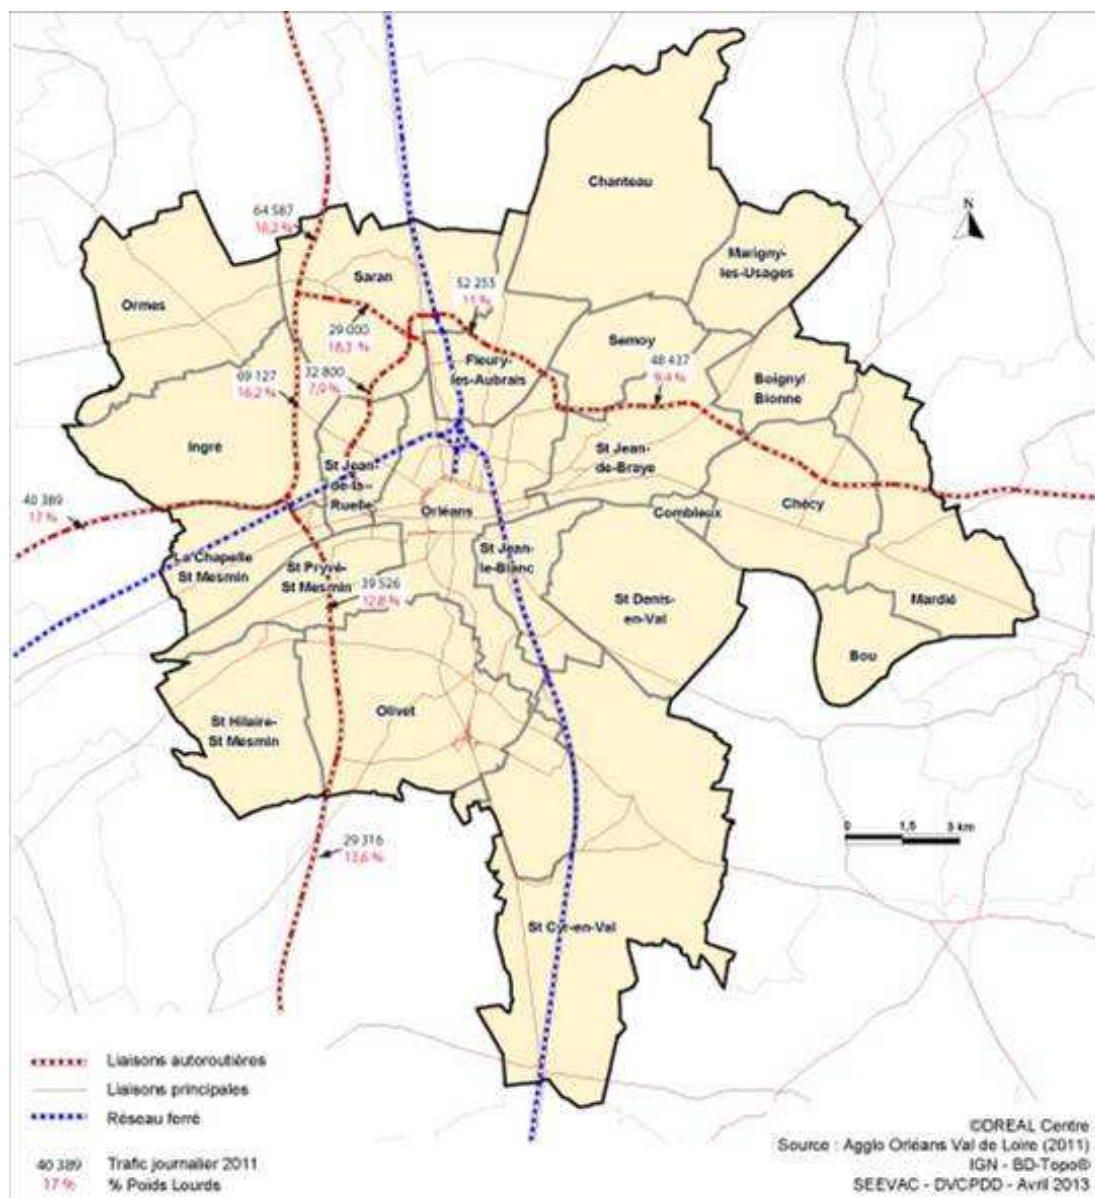 Chanteau
N
64 587
16,2 %
Marigny-
les-Usages
Saran
52 255
11 %
Ormes
29 000
18,3 %
Semoy
48 437
9,4 %
Fleury-
les-Aubrais
32 800
7,9 %
69 127
16,2 %
Boigny/
Bionne
Ingré
St Jean-
de-la-
Ruelle
St Jean-
de-Braye
40 389
17 %
Orléans
Combleux
Chécy
La Chapelle
St Mesmin
St Pryvé-
St Mesmin
St Jean-
le-Blanc
39 526
12,8 %
St Denis-
en-Val
Mardié
Bou
St Hilaire-
St Mesmin
Olivet
0 1,5 3 km
29 316
13,6 %
St Cyr-en-Val
Liaisons autoroutières
Liaisons principales
Réseau ferré
40 389 Trafic journalier 2011
17 % % Poids Lourds
©DREAL Centre
Source : Agglo Orléans Val de Loire (2011)
IGN - BD-Topo®
SEEVAC - DVCPDD - Avril 2013